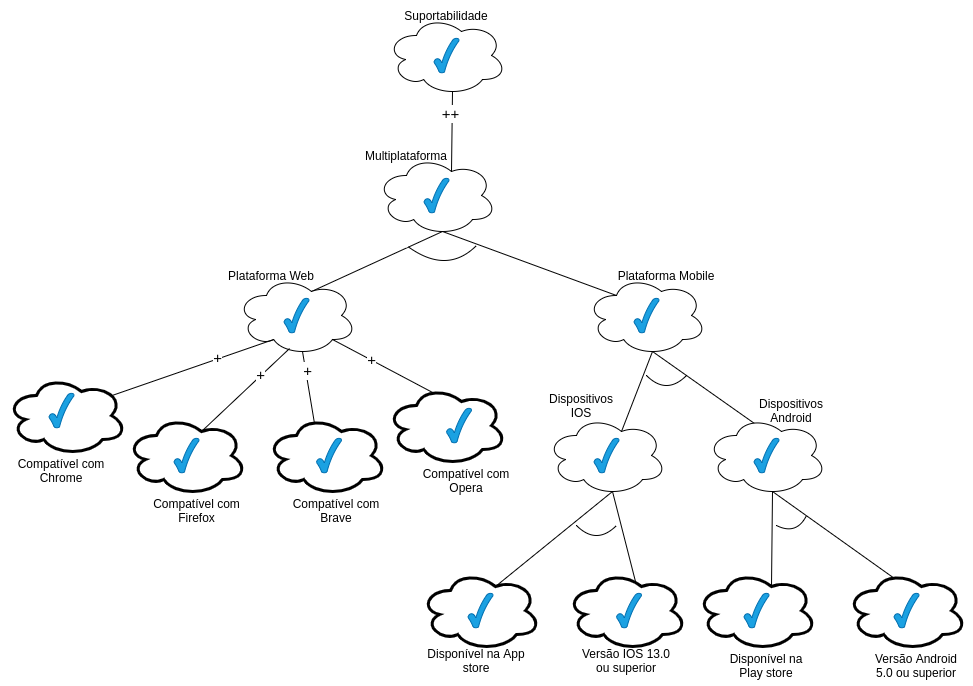 Suportabilidade
++
Multiplataforma
Plataforma Web
Plataforma Mobile
+
+
+
+
Dispositivos
IOS
Dispositivos
Android
Compatível com
Chrome
Compatível com
Firefox
Compatível com
Brave
Compatível com
Opera
Disponível na App
store
Versão IOS 13.0
ou superior
Disponível na
Play store
Versão Android
5.0 ou superior